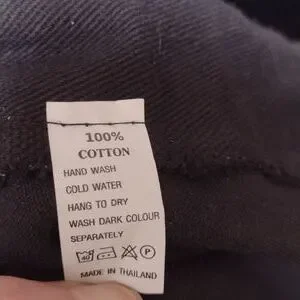 100%
COTTON
HAND WASH
COLD WATER
HANG TO DRY
WASH DARK COLOUR
SEPARATELY
P
MADE IN THAILAND